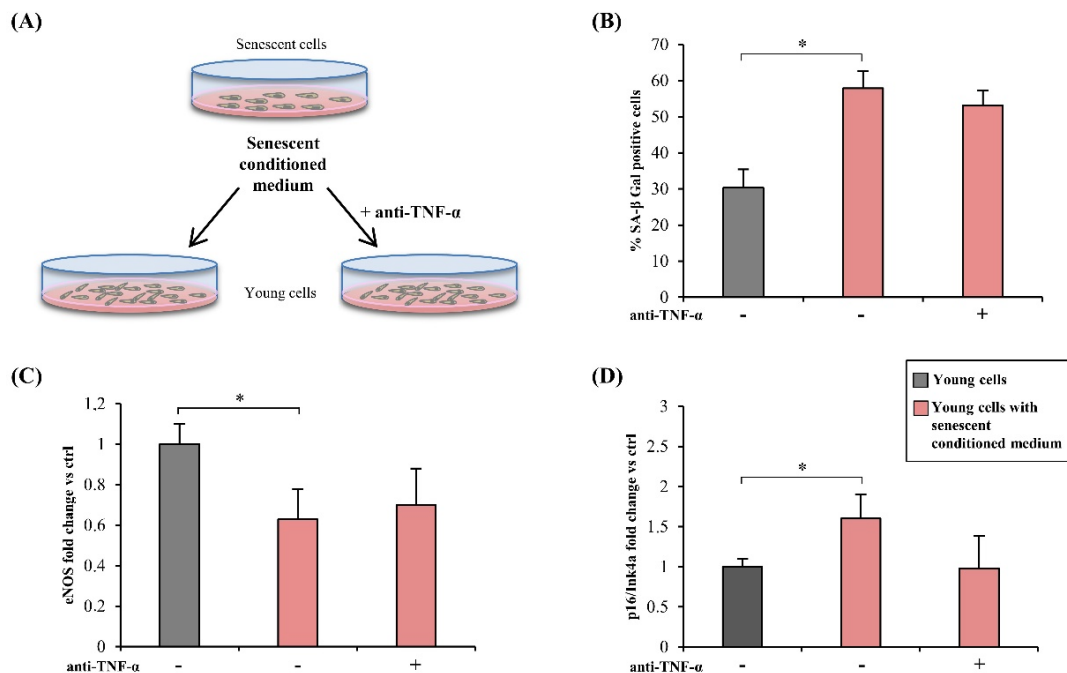 (A)
Senescent cells
Senescent
conditioned
medium
+ anti-TNF-α
Young cells
(B)
% SA-β Gal positive cells
70
60
50
40
30
20
10
0
*
anti-TNF-α - - +
(C)
eNOS fold change vs ctrl
1,2
1
0.8
0.6
0.4
0.2
0
*
anti-TNF-α - - +
(D)
Young cells
Young cells with
senescent
conditioned medium
p16/Ink4a fold change vs ctrl
3
2.5
2
1.5
1
0.5
0
*
anti-TNF-α - - +